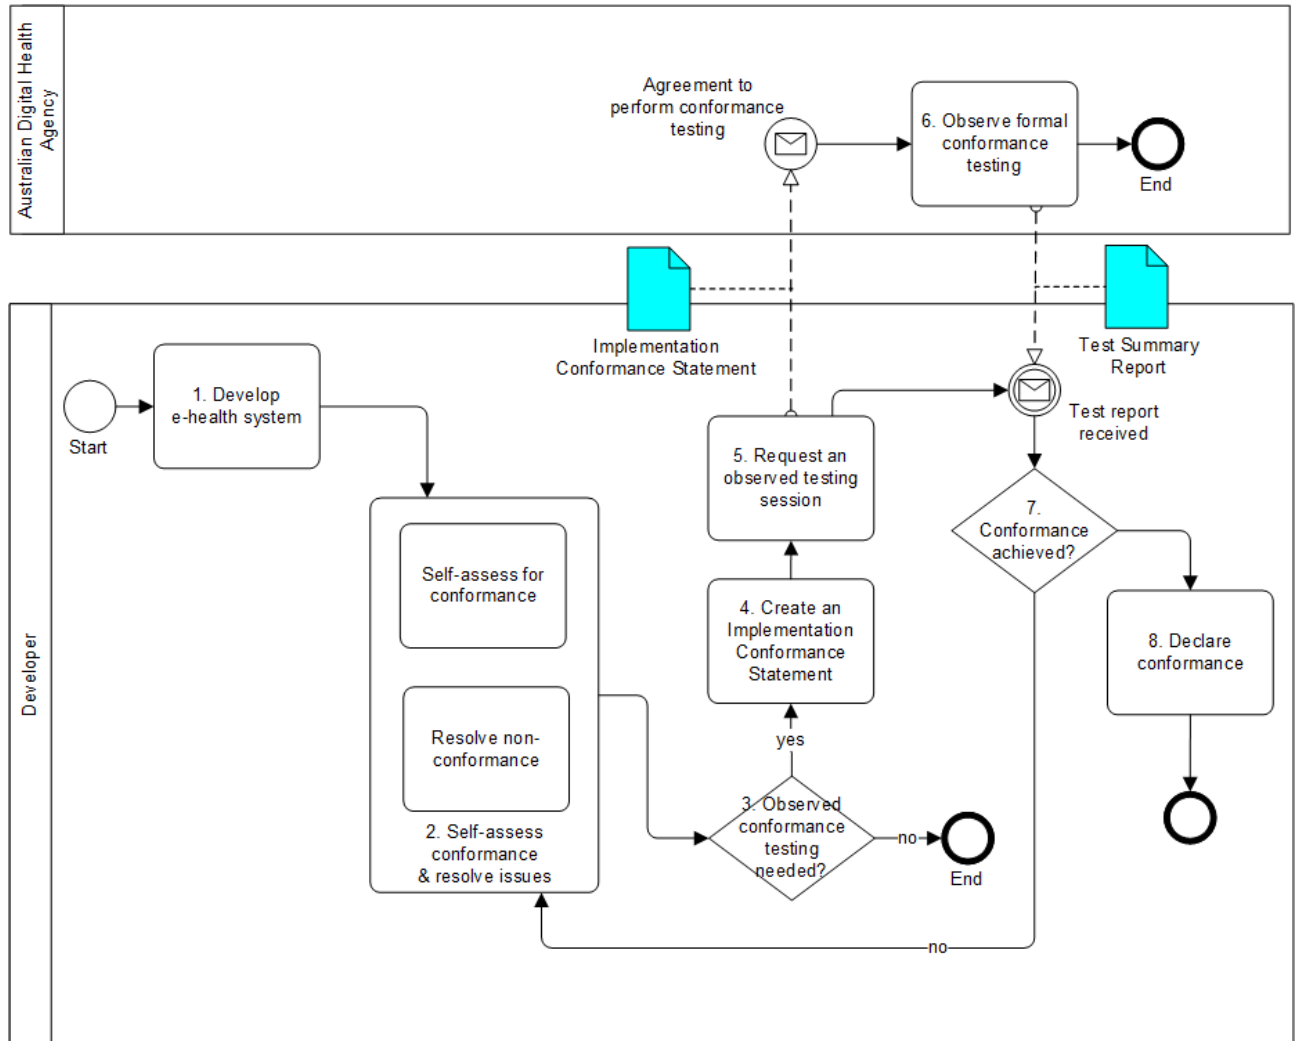 Australian Digital Health
Agency
Agreement to
perform conformance
testing
6. Observe formal
conformance
testing
End
Implementation
Conformance Statement
Test Summary
Report
Developer
Start
1. Develop
e-health system
Self-assess for
conformance
Resolve non-
conformance
2. Self-assess
conformance
& resolve issues
3. Observed
conformance
testing
needed?
yes
no
End
4. Create an
Implementation
Conformance
Statement
5. Request an
observed testing
session
Test report
received
7.
Conformance
achieved?
no
8. Declare
conformance